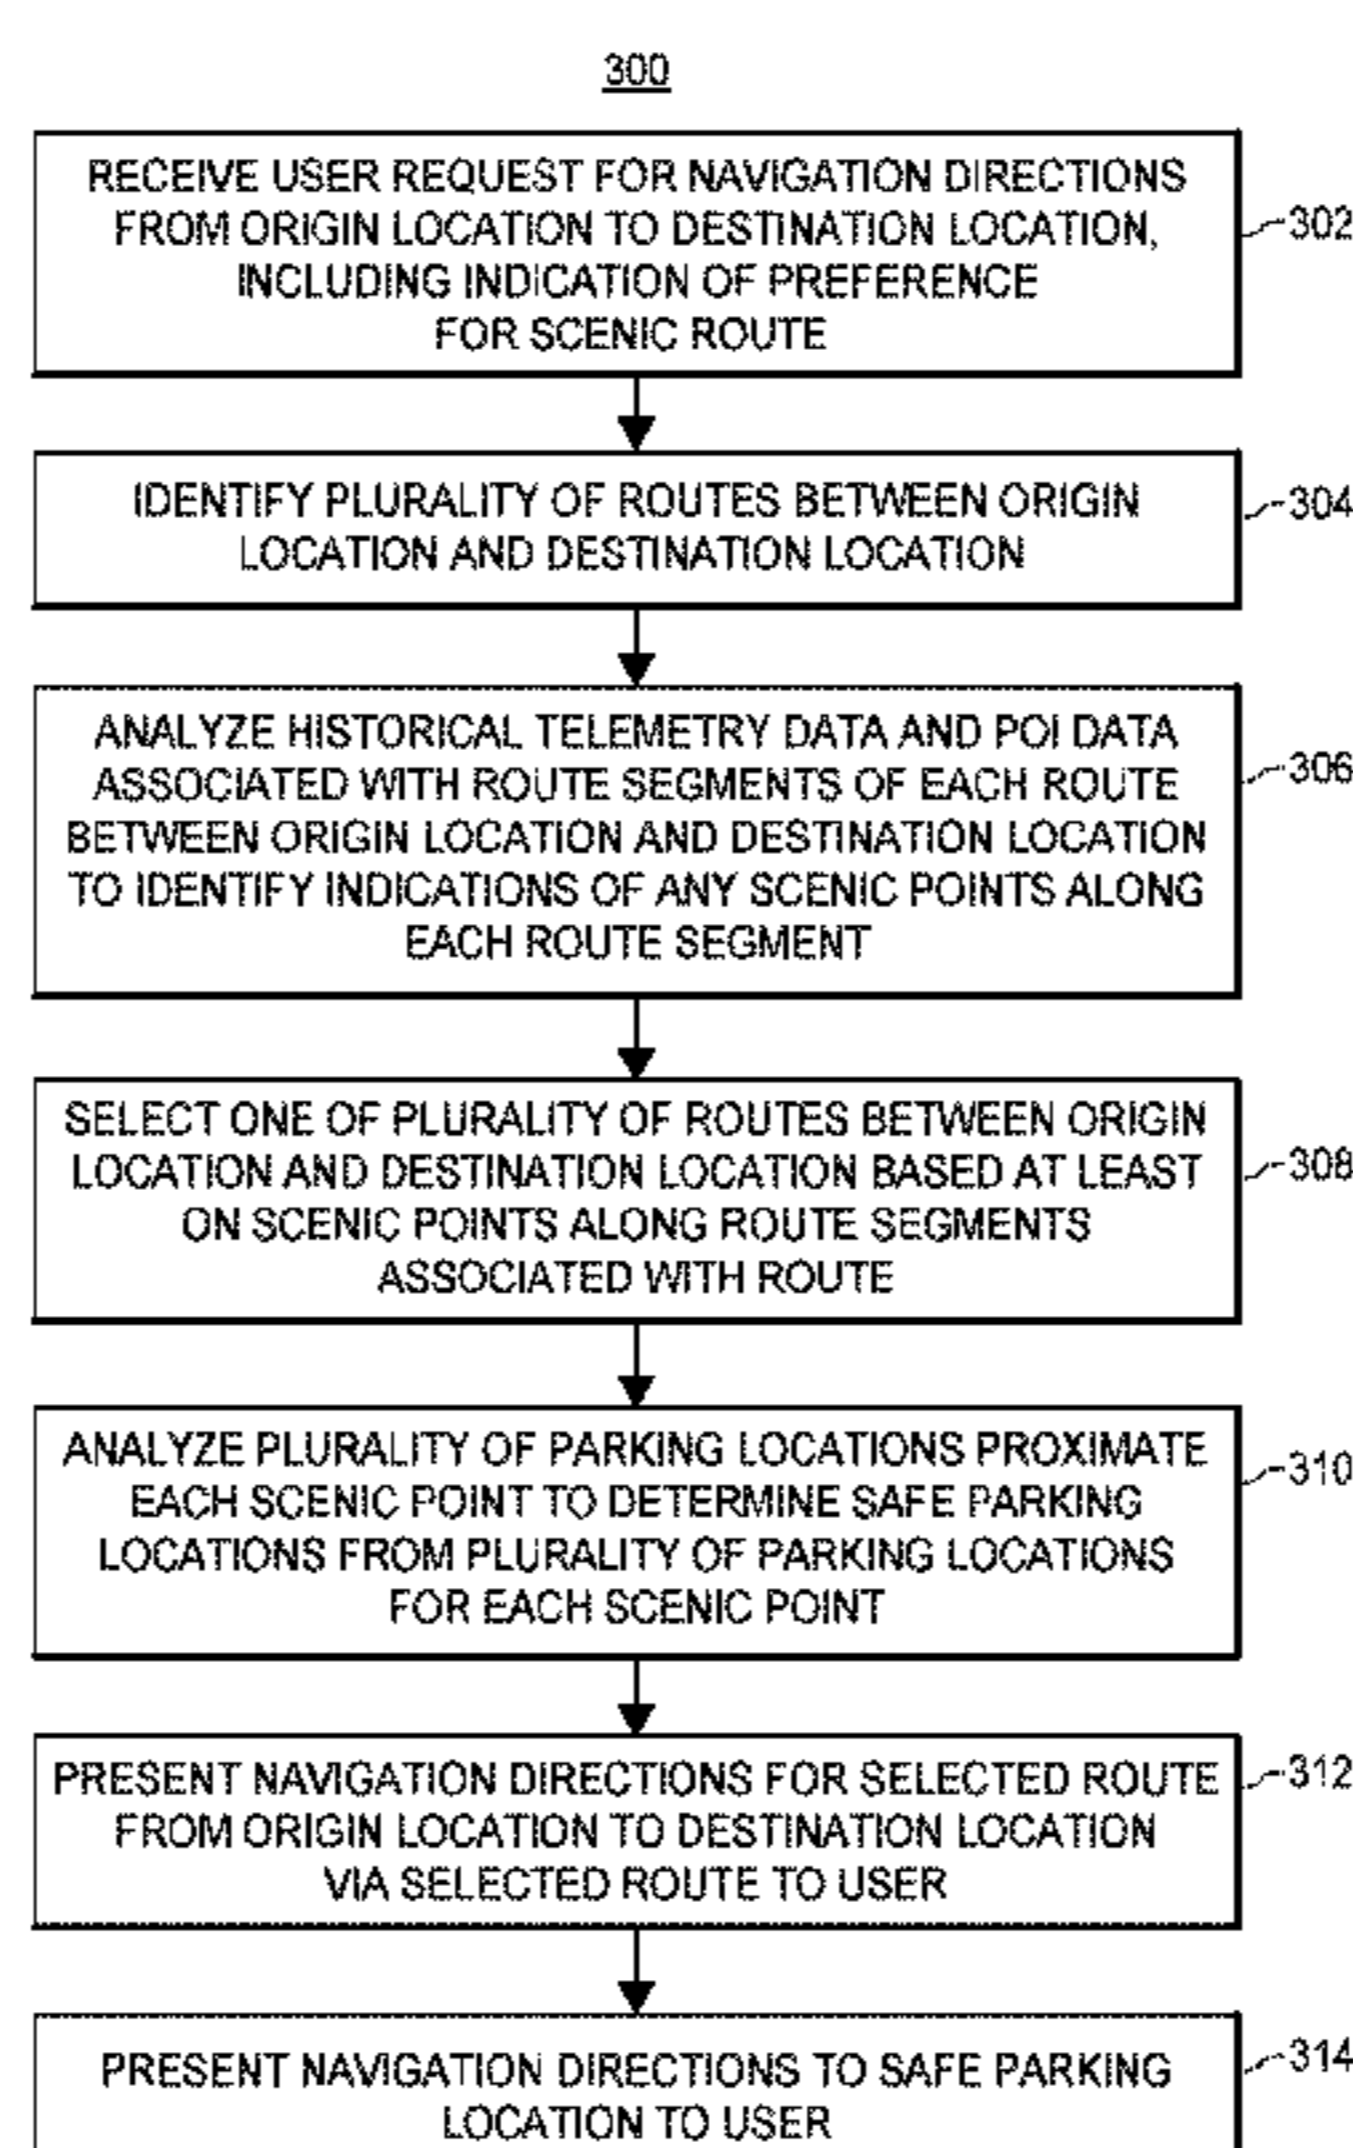 300
RECEIVE USER REQUEST FOR NAVIGATION DIRECTIONS
FROM ORIGIN LOCATION TO DESTINATION LOCATION,
INCLUDING INDICATION OF PREFERENCE
FOR SCENIC ROUTE
302
IDENTIFY PLURALITY OF ROUTES BETWEEN ORIGIN
LOCATION AND DESTINATION LOCATION
304
ANALYZE HISTORICAL TELEMETRY DATA AND POI DATA
ASSOCIATED WITH ROUTE SEGMENTS OF EACH ROUTE
BETWEEN ORIGIN LOCATION AND DESTINATION LOCATION
TO IDENTIFY INDICATIONS OF ANY SCENIC POINTS ALONG
EACH ROUTE SEGMENT
306
SELECT ONE OF PLURALITY OF ROUTES BETWEEN ORIGIN
LOCATION AND DESTINATION LOCATION BASED AT LEAST
ON SCENIC POINTS ALONG ROUTE SEGMENTS
ASSOCIATED WITH ROUTE
308
ANALYZE PLURALITY OF PARKING LOCATIONS PROXIMATE
EACH SCENIC POINT TO DETERMINE SAFE PARKING
LOCATIONS FROM PLURALITY OF PARKING LOCATIONS
FOR EACH SCENIC POINT
310
PRESENT NAVIGATION DIRECTIONS FOR SELECTED ROUTE
FROM ORIGIN LOCATION TO DESTINATION LOCATION
VIA SELECTED ROUTE TO USER
312
PRESENT NAVIGATION DIRECTIONS TO SAFE PARKING
LOCATION TO USER
314